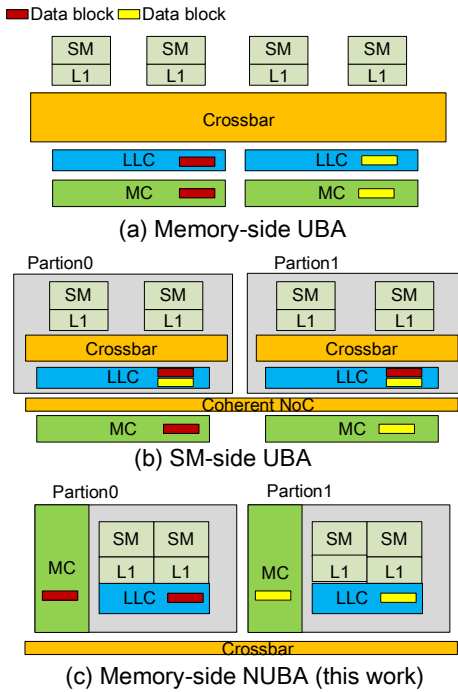 Data block Data block
SM SM SM SM
L1 L1 L1 L1
Crossbar
LLC LLC
MC MC
(a) Memory-side UBA
Partion0 Partion1
SM SM SM SM
L1 L1 L1 L1
Crossbar Crossbar
LLC LLC
Coherent NoC
MC MC
(b) SM-side UBA
Partion0 Partion1
SM SM SM SM
MC L1 L1 MC L1 L1
LLC LLC
Crossbar
(c) Memory-side NUBA (this work)